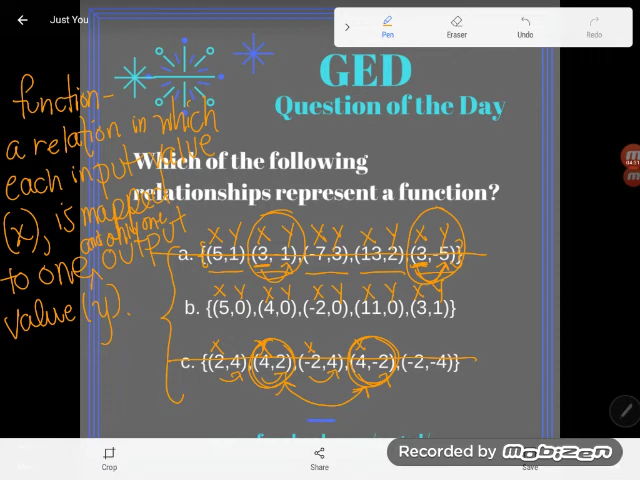 Just You
Pen
Eraser
Undo
Redo
GED
Question of the Day
function-
a relation in which
each input value
(x), is mapped
and only one
to one output
value (y).
Which of the following
relationships represent a function?
X Y X Y X Y X Y X Y
a. {(5,1),(3, 1),(-7,3),(13,2),(3,-5)}
X Y X Y X Y X Y X Y
b. {(5,0),(4,0),(-2,0),(11,0),(3,1)}
X X X X
c. {(2,4),(4,2),(-2,4),(4,-2),(-2,-4)}
04:11
Crop
Share
Save
Recorded by mobizen